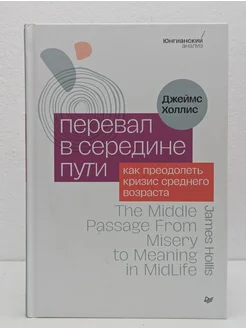 Юнгианский
анализ
Джеймс
Холлис
перевал
в середине
пути
как преодолеть
кризис среднего
возраста
The Middle
Passage From
Misery
to Meaning
in MidLife
James Hollis